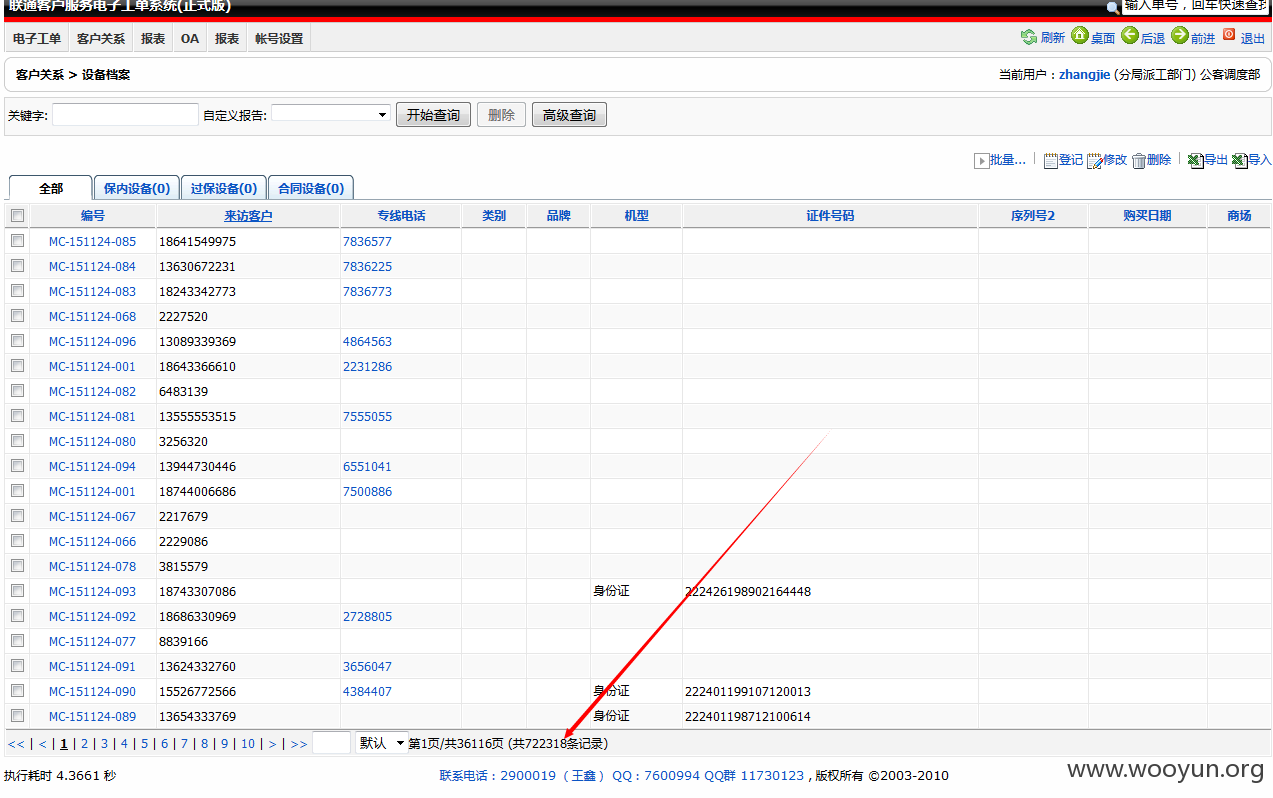 联通客户服务电子工单系统(正式版) 输入单号，回车快速查找
电子工单 客户关系 报表 OA 报表 帐号设置 刷新 桌面 后退 前进 退出
客户关系 > 设备档案 当前用户：zhangjie (分局派工部门) 公客调度部
关键字: 自定义报告: 开始查询 删除 高级查询
批量... 登记 修改 删除 导出 导入
全部 保内设备(0) 过保设备(0) 合同设备(0)
编号 来访客户 专线电话 类别 品牌 机型 证件号码 序列号2 购买日期 商场
MC-151124-085 18641549975 7836577
MC-151124-084 13630672231 7836225
MC-151124-083 18243342773 7836773
MC-151124-068 2227520
MC-151124-096 13089339369 4864563
MC-151124-001 18643366610 2231286
MC-151124-082 6483139
MC-151124-081 13555553515 7555055
MC-151124-080 3256320
MC-151124-094 13944730446 6551041
MC-151124-001 18744006686 7500886
MC-151124-067 2217679
MC-151124-066 2229086
MC-151124-078 3815579
MC-151124-093 18743307086 身份证 222426198902164448
MC-151124-092 18686330969 2728805
MC-151124-077 8839166
MC-151124-091 13624332760 3656047
MC-151124-090 15526772566 4384407 身份证 222401199107120013
MC-151124-089 13654333769 身份证 222401198712100614
<< | < | 1 | 2 | 3 | 4 | 5 | 6 | 7 | 8 | 9 | 10 | > | >> 默认 第1页/共36116页 (共722318条记录)
执行耗时 4.3661 秒 联系电话：2900019 （王鑫） QQ：7600994 QQ群 11730123 , 版权所有 ©2003-2010
www.wooyun.org